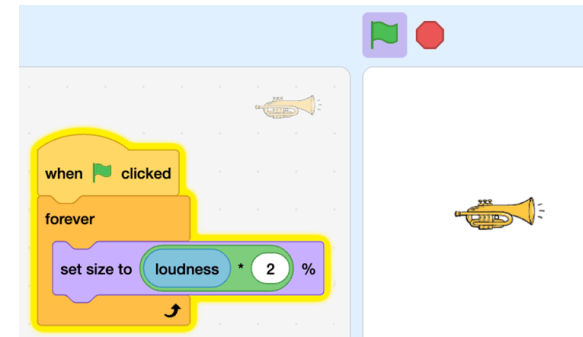 when clicked
forever
set size to loudness * 2 %